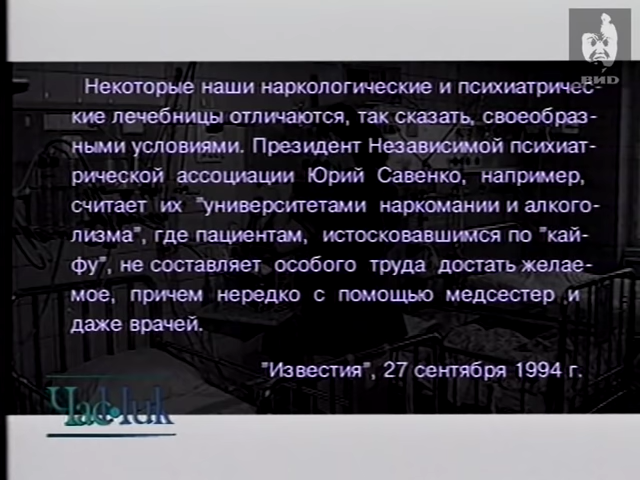 ВИD
Некоторые наши наркологические и психиатричес-
кие лечебницы отличаются, так сказать, своеобраз-
ными условиями. Президент Независимой психиат-
рической ассоциации Юрий Савенко, например,
считает их "университетами наркомании и алкого-
лизма", где пациентам, истосковавшимся по "кай-
фу", не составляет особого труда достать желае-
мое, причем нередко с помощью медсестер и
даже врачей.
"Известия", 27 сентября 1994 г.
Час•пик